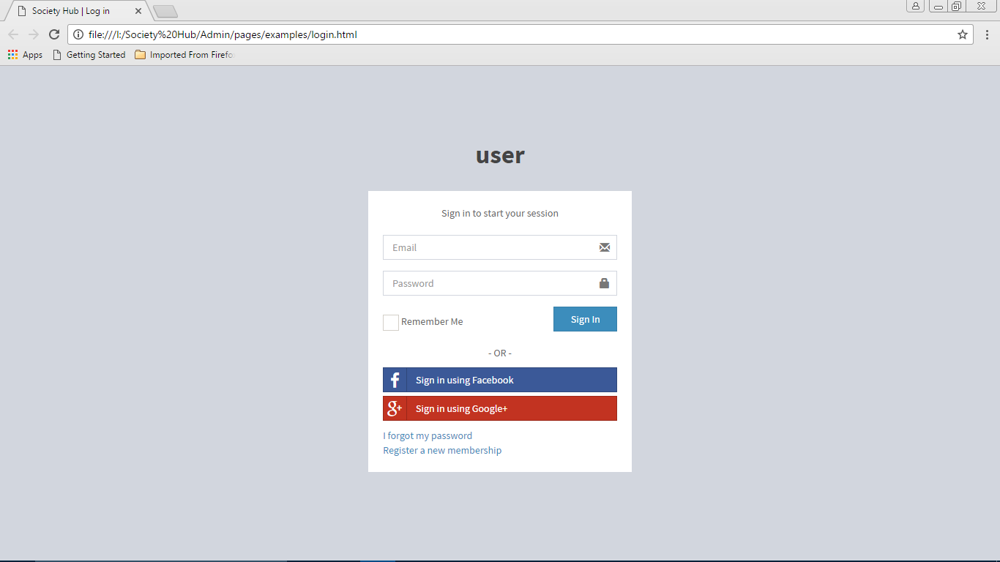 Society Hub | Log in
file:///I:/Society%20Hub/Admin/pages/examples/login.html
Apps Getting Started Imported From Firefo
user
Sign in to start your session
Email
Password
Remember Me Sign In
- OR -
f Sign in using Facebook
g+ Sign in using Google+
I forgot my password
Register a new membership